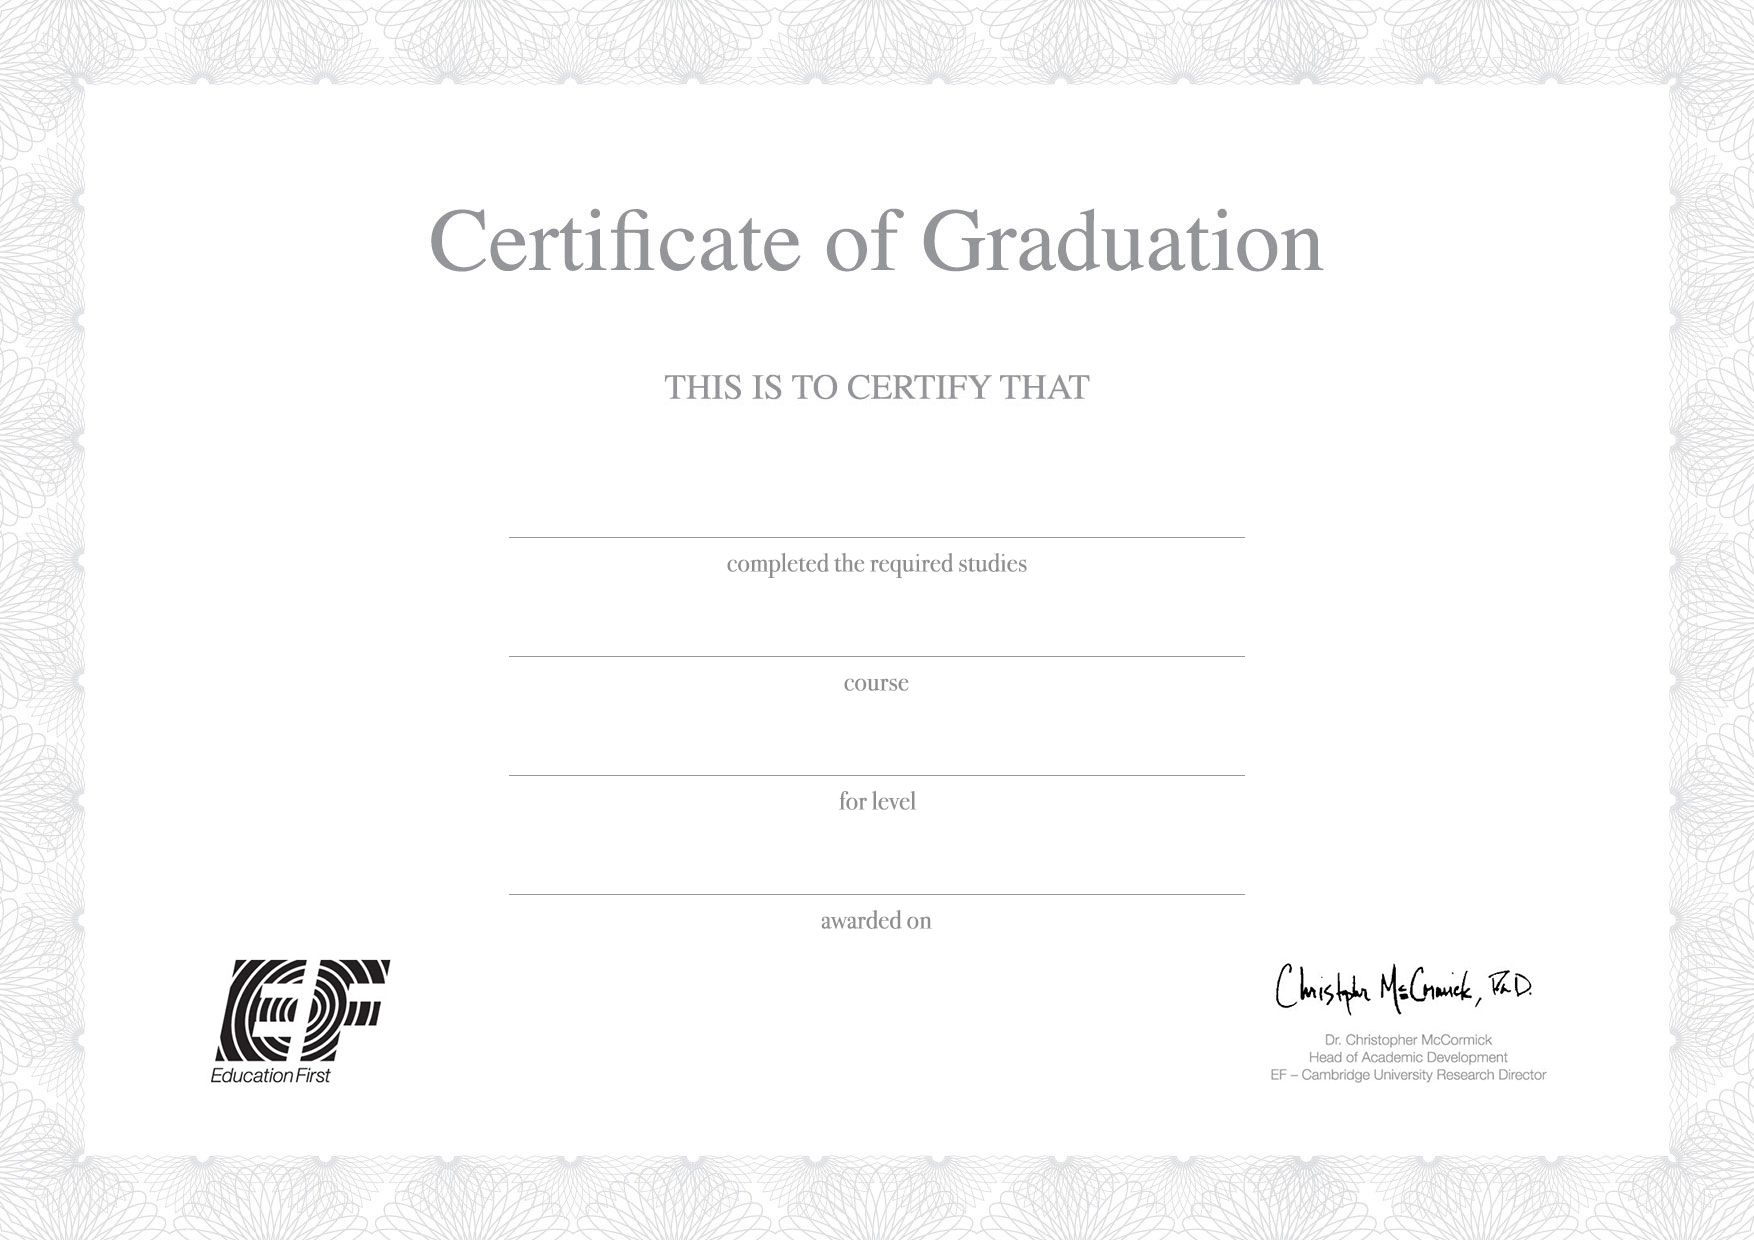 Certificate of Graduation
THIS IS TO CERTIFY THAT
completed the required studies
course
for level
awarded on
EF
Education First
Christopher McCormick, Ph.D.
Dr. Christopher McCormick
Head of Academic Development
EF – Cambridge University Research Director